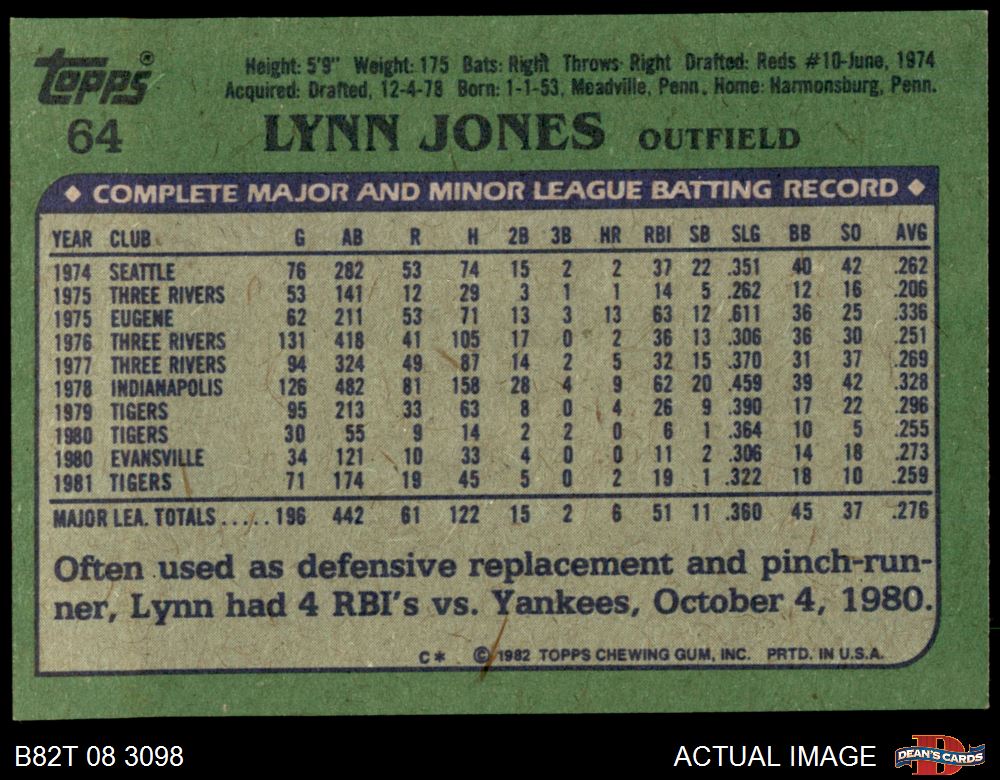 topps®
Height: 5'9" Weight: 175 Bats: Right Throws Right Drafted: Reds #10-June, 1974
Acquired: Drafted, 12-4-78 Born: 1-1-53, Meadville, Penn. Home: Harmonsburg, Penn.
64 LYNN JONES OUTFIELD
◆ COMPLETE MAJOR AND MINOR LEAGUE BATTING RECORD ◆
YEAR CLUB G AB R H 2B 3B HR RBI SB SLG BB SO AVG
1974 SEATTLE 76 282 53 74 15 2 2 37 22 .351 40 42 .262
1975 THREE RIVERS 53 141 12 29 3 1 1 14 5 .262 12 16 .206
1975 EUGENE 62 211 53 71 13 3 13 63 12 .611 36 25 .336
1976 THREE RIVERS 131 418 41 105 17 0 2 36 13 .306 36 30 .251
1977 THREE RIVERS 94 324 49 87 14 2 5 32 15 .370 31 37 .269
1978 INDIANAPOLIS 126 482 81 158 28 4 9 62 20 .459 39 42 .328
1979 TIGERS 95 213 33 63 8 0 4 26 9 .390 17 22 .296
1980 TIGERS 30 55 9 14 2 2 0 6 1 .364 10 5 .255
1980 EVANSVILLE 34 121 10 33 4 0 0 11 2 .306 14 18 .273
1981 TIGERS 71 174 19 45 5 0 2 19 1 .322 18 10 .259
MAJOR LEA. TOTALS ..... 196 442 61 122 15 2 6 51 11 .360 45 37 .276
Often used as defensive replacement and pinch-run-
ner, Lynn had 4 RBI's vs. Yankees, October 4, 1980.
C* © 1982 TOPPS CHEWING GUM, INC. PRTD. IN U.S.A.
B82T 08 3098 ACTUAL IMAGE DEAN'S CARDS